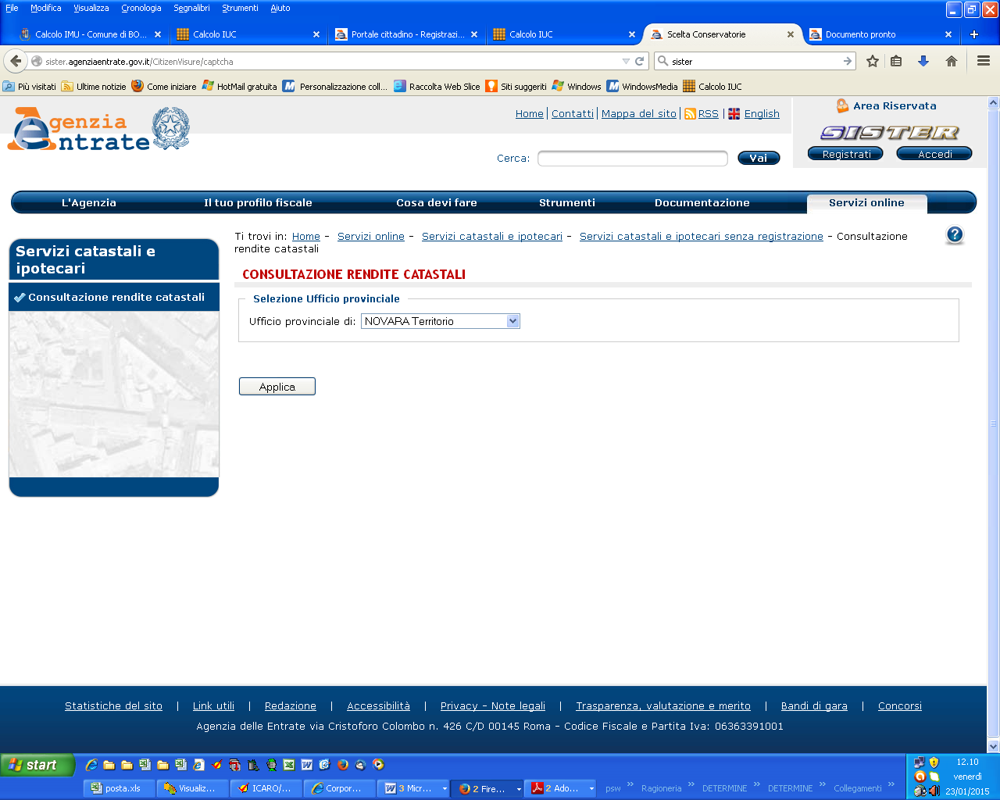 File Modifica Visualizza Cronologia Segnalibri Strumenti Aiuto
Calcolo IMU - Comune di BO... Calcolo IUC Portale cittadino - Registrazi... Calcolo IUC Scelta Conservatorie Documento pronto
sister.agenziaentrate.gov.it/CitizenVisure/captcha sister
Più visitati Ultime notizie Come iniziare HotMail gratuita Personalizzazione coll... Raccolta Web Slice Siti suggeriti Windows WindowsMedia Calcolo IUC
Agenzia Entrate
Home | Contatti | Mappa del sito | RSS | English
Area Riservata
SISTER
Registrati Accedi
Cerca: Vai
L'Agenzia Il tuo profilo fiscale Cosa devi fare Strumenti Documentazione Servizi online
Ti trovi in: Home - Servizi online - Servizi catastali e ipotecari - Servizi catastali e ipotecari senza registrazione - Consultazione
rendite catastali
Servizi catastali e
ipotecari
Consultazione rendite catastali
CONSULTAZIONE RENDITE CATASTALI
Selezione Ufficio provinciale
Ufficio provinciale di: NOVARA Territorio
Applica
Statistiche del sito | Link utili | Redazione | Accessibilità | Privacy - Note legali | Trasparenza, valutazione e merito | Bandi di gara | Concorsi
Agenzia delle Entrate via Cristoforo Colombo n. 426 C/D 00145 Roma - Codice Fiscale e Partita Iva: 06363391001
start
12.10
venerdì
23/01/2015
posta.xls Visualiz... ICARO/... Corpor... 3 Micr... 2 Fire... 2 Ado... psw » Ragioneria » DETERMINE » DETERMINE » Collegamenti »